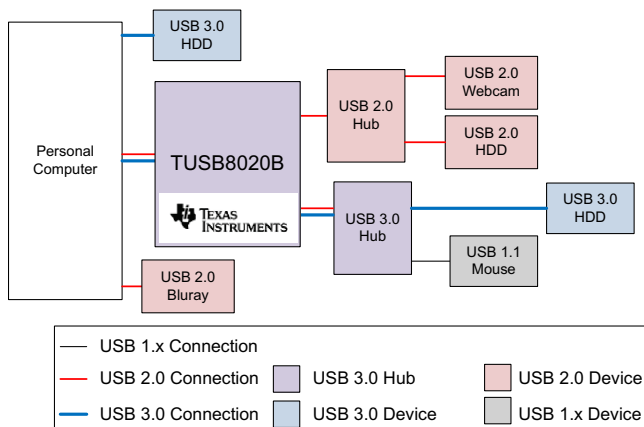 USB 3.0
HDD
Personal
Computer
TUSB8020B
TEXAS
INSTRUMENTS
USB 2.0
Hub
USB 2.0
Webcam
USB 2.0
HDD
USB 3.0
Hub
USB 3.0
HDD
USB 1.1
Mouse
USB 2.0
Bluray
USB 1.x Connection
USB 2.0 Connection
USB 3.0 Connection
USB 3.0 Hub
USB 3.0 Device
USB 2.0 Device
USB 1.x Device